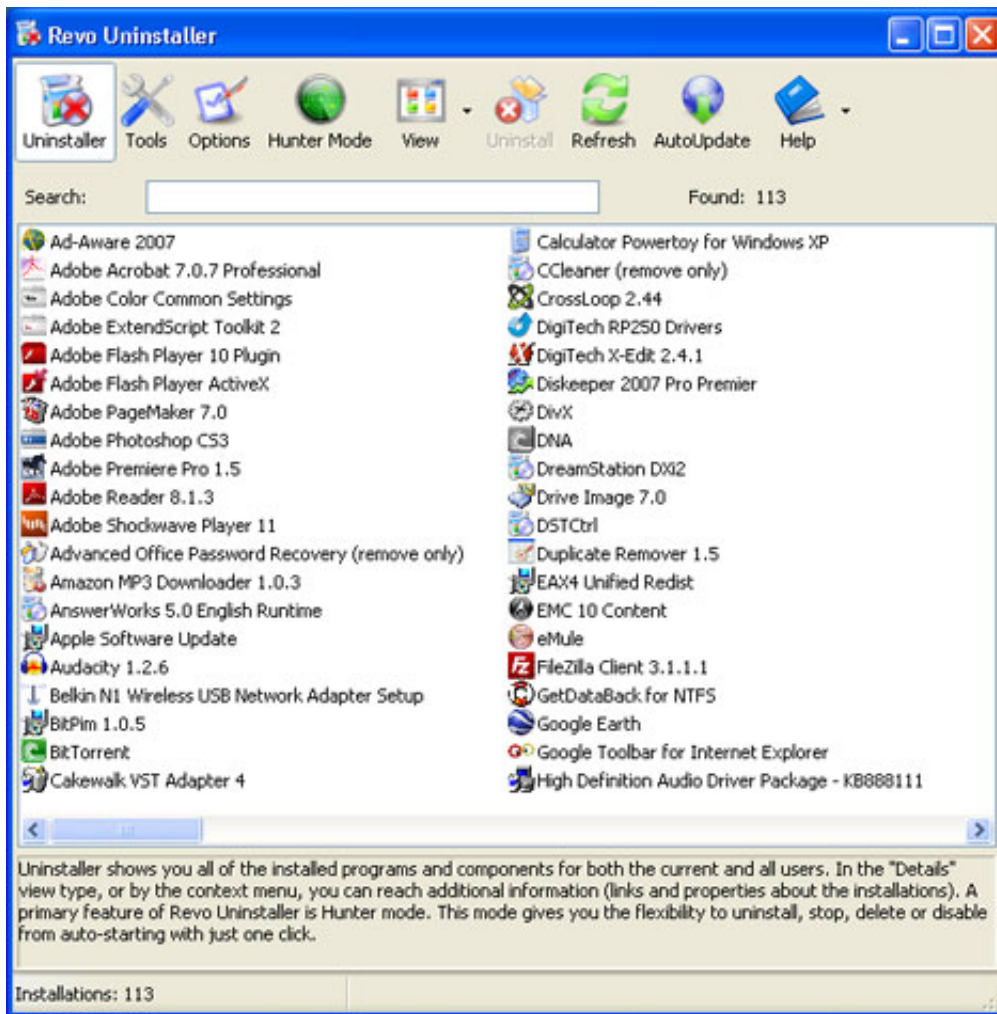 Revo Uninstaller
Uninstaller Tools Options Hunter Mode View Uninstall Refresh AutoUpdate Help
Search: Found: 113
Ad-Aware 2007
Adobe Acrobat 7.0.7 Professional
Adobe Color Common Settings
Adobe ExtendScript Toolkit 2
Adobe Flash Player 10 Plugin
Adobe Flash Player ActiveX
Adobe PageMaker 7.0
Adobe Photoshop CS3
Adobe Premiere Pro 1.5
Adobe Reader 8.1.3
Adobe Shockwave Player 11
Advanced Office Password Recovery (remove only)
Amazon MP3 Downloader 1.0.3
AnswerWorks 5.0 English Runtime
Apple Software Update
Audacity 1.2.6
Belkin N1 Wireless USB Network Adapter Setup
BitPim 1.0.5
BitTorrent
Cakewalk VST Adapter 4
Calculator Powertoy for Windows XP
CCleaner (remove only)
CrossLoop 2.44
DigiTech RP250 Drivers
DigiTech X-Edit 2.4.1
Diskeeper 2007 Pro Premier
DivX
DNA
DreamStation DXi2
Drive Image 7.0
DSTCtrl
Duplicate Remover 1.5
EAX4 Unified Redist
EMC 10 Content
eMule
FileZilla Client 3.1.1.1
GetDataBack for NTFS
Google Earth
Google Toolbar for Internet Explorer
High Definition Audio Driver Package - KB888111
Uninstaller shows you all of the installed programs and components for both the current and all users. In the "Details"
view type, or by the context menu, you can reach additional information (links and properties about the installations). A
primary feature of Revo Uninstaller is Hunter mode. This mode gives you the flexibility to uninstall, stop, delete or disable
from auto-starting with just one click.
Installations: 113